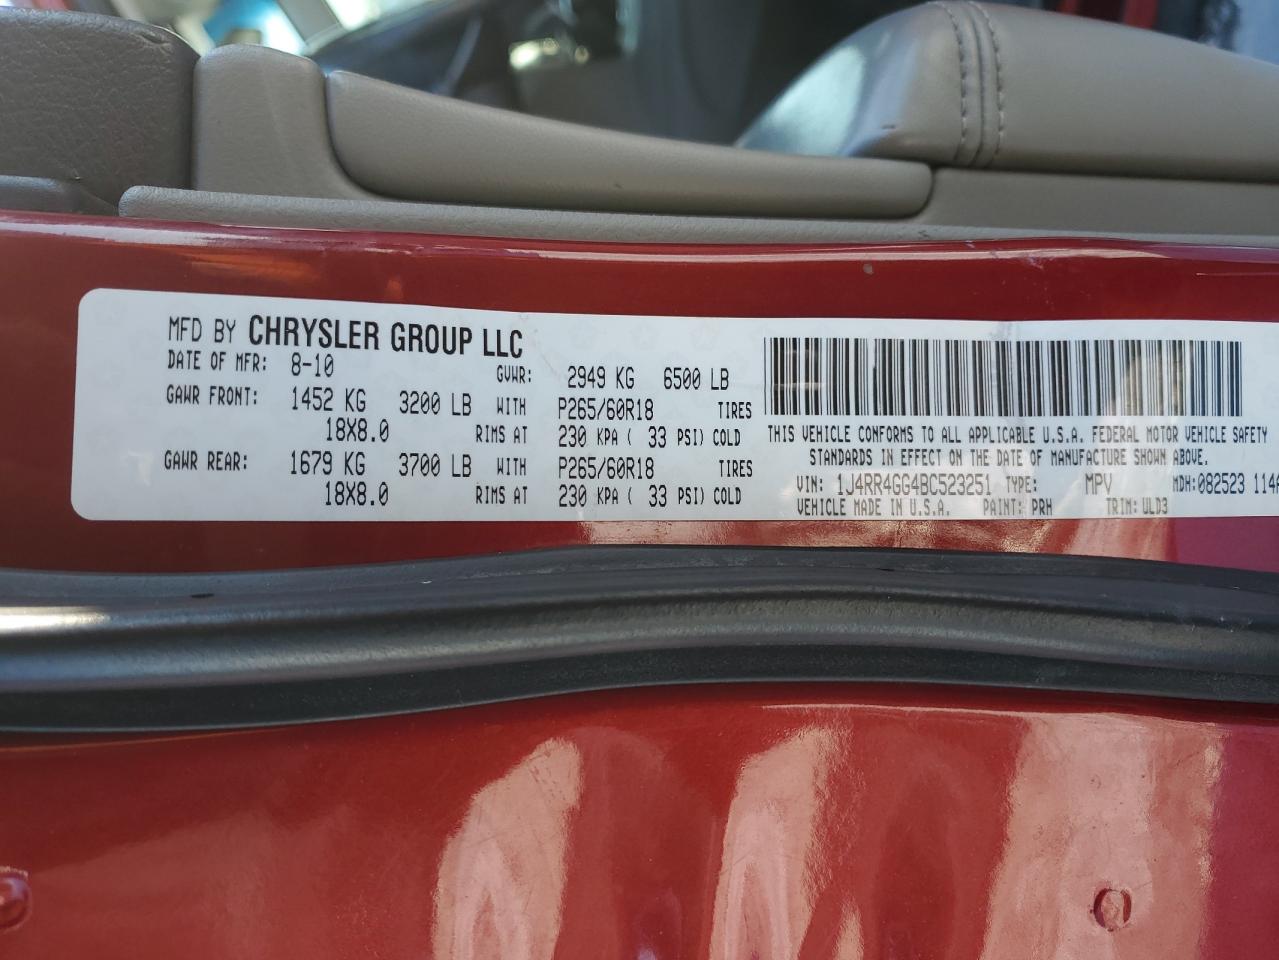 MFD BY CHRYSLER GROUP LLC
DATE OF MFR: 8-10 GVWR: 2949 KG 6500 LB
GAWR FRONT: 1452 KG 3200 LB WITH P265/60R18 TIRES
18X8.0 RIMS AT 230 KPA ( 33 PSI) COLD
GAWR REAR: 1679 KG 3700 LB WITH P265/60R18 TIRES
18X8.0 RIMS AT 230 KPA ( 33 PSI) COLD
THIS VEHICLE CONFORMS TO ALL APPLICABLE U.S.A. FEDERAL MOTOR VEHICLE SAFETY
STANDARDS IN EFFECT ON THE DATE OF MANUFACTURE SHOWN ABOVE.
VIN: 1J4RR4GG4BC523251 TYPE: MPV MDH:082523 114
VEHICLE MADE IN U.S.A. PAINT: PRH TRIM: ULD3